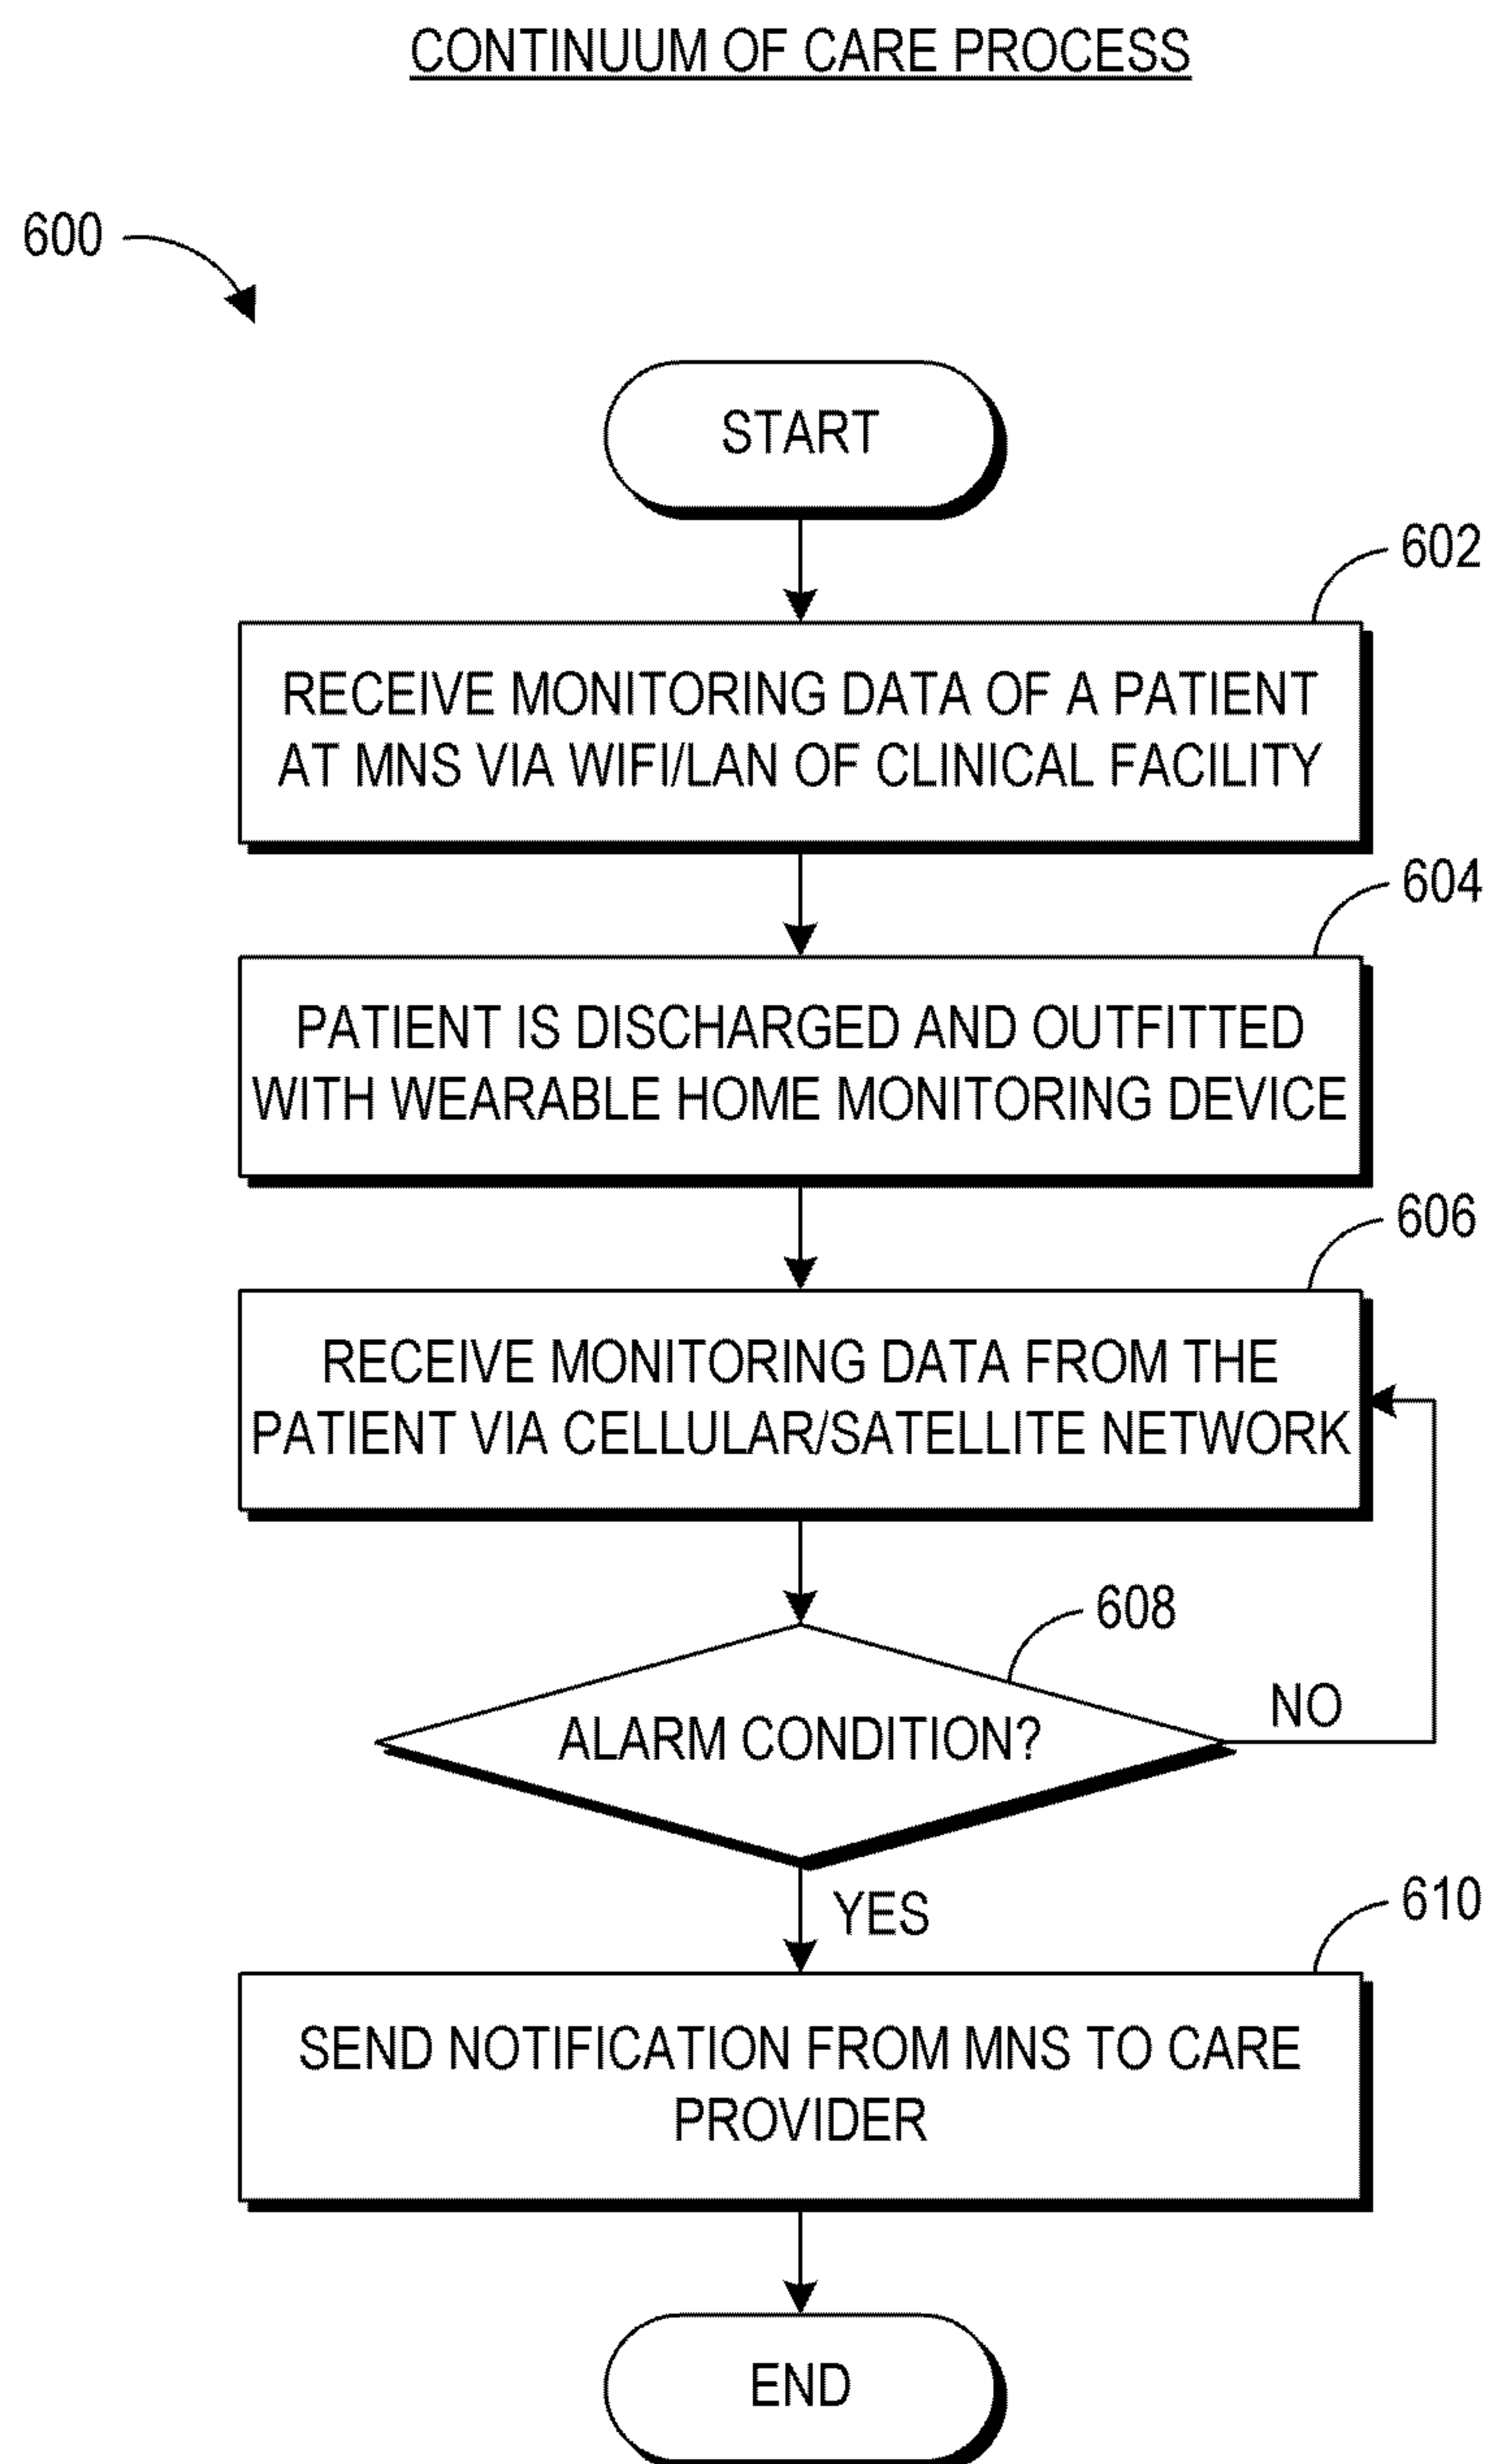 CONTINUUM OF CARE PROCESS
600
START
602
RECEIVE MONITORING DATA OF A PATIENT
AT MNS VIA WIFI/LAN OF CLINICAL FACILITY
604
PATIENT IS DISCHARGED AND OUTFITTED
WITH WEARABLE HOME MONITORING DEVICE
606
RECEIVE MONITORING DATA FROM THE
PATIENT VIA CELLULAR/SATELLITE NETWORK
608
ALARM CONDITION?
NO
YES
610
SEND NOTIFICATION FROM MNS TO CARE
PROVIDER
END